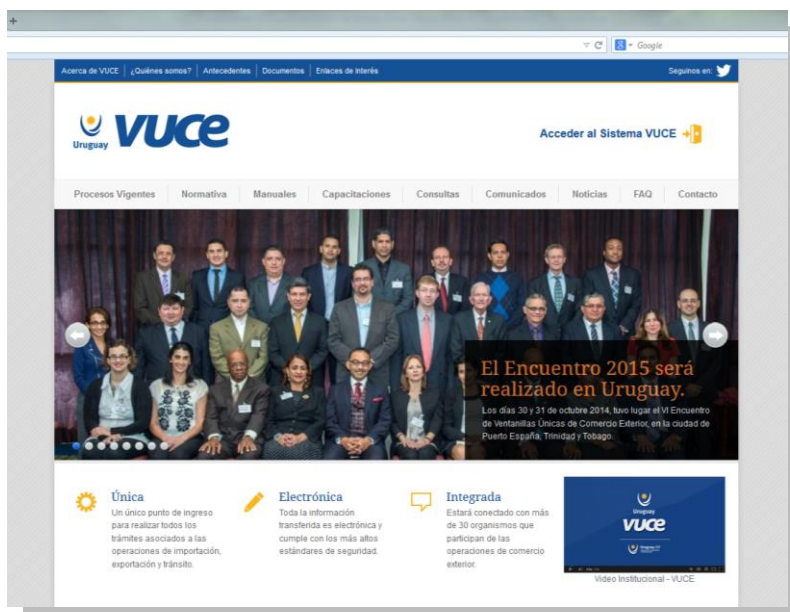 +
Google
Acerca de VUCE | ¿Quiénes somos? | Antecedentes | Documentos | Enlaces de Interés
Seguinos en:
Uruguay
VUCE
Acceder al Sistema VUCE
Procesos Vigentes
Normativa
Manuales
Capacitaciones
Consultas
Comunicados
Noticias
FAQ
Contacto
El Encuentro 2015 será
realizado en Uruguay.
Los días 30 y 31 de octubre 2014, tuvo lugar el VI Encuentro
de Ventanillas Únicas de Comercio Exterior, en la ciudad de
Puerto España, Trinidad y Tobago.
Única
Un único punto de ingreso
para realizar todos los
trámites asociados a las
operaciones de importación,
exportación y tránsito.
Electrónica
Toda la información
transferida es electrónica y
cumple con los más altos
estándares de seguridad.
Integrada
Estará conectado con más
de 30 organismos que
participan de las
operaciones de comercio
exterior.
Uruguay
VUCE
Video Institucional - VUCE